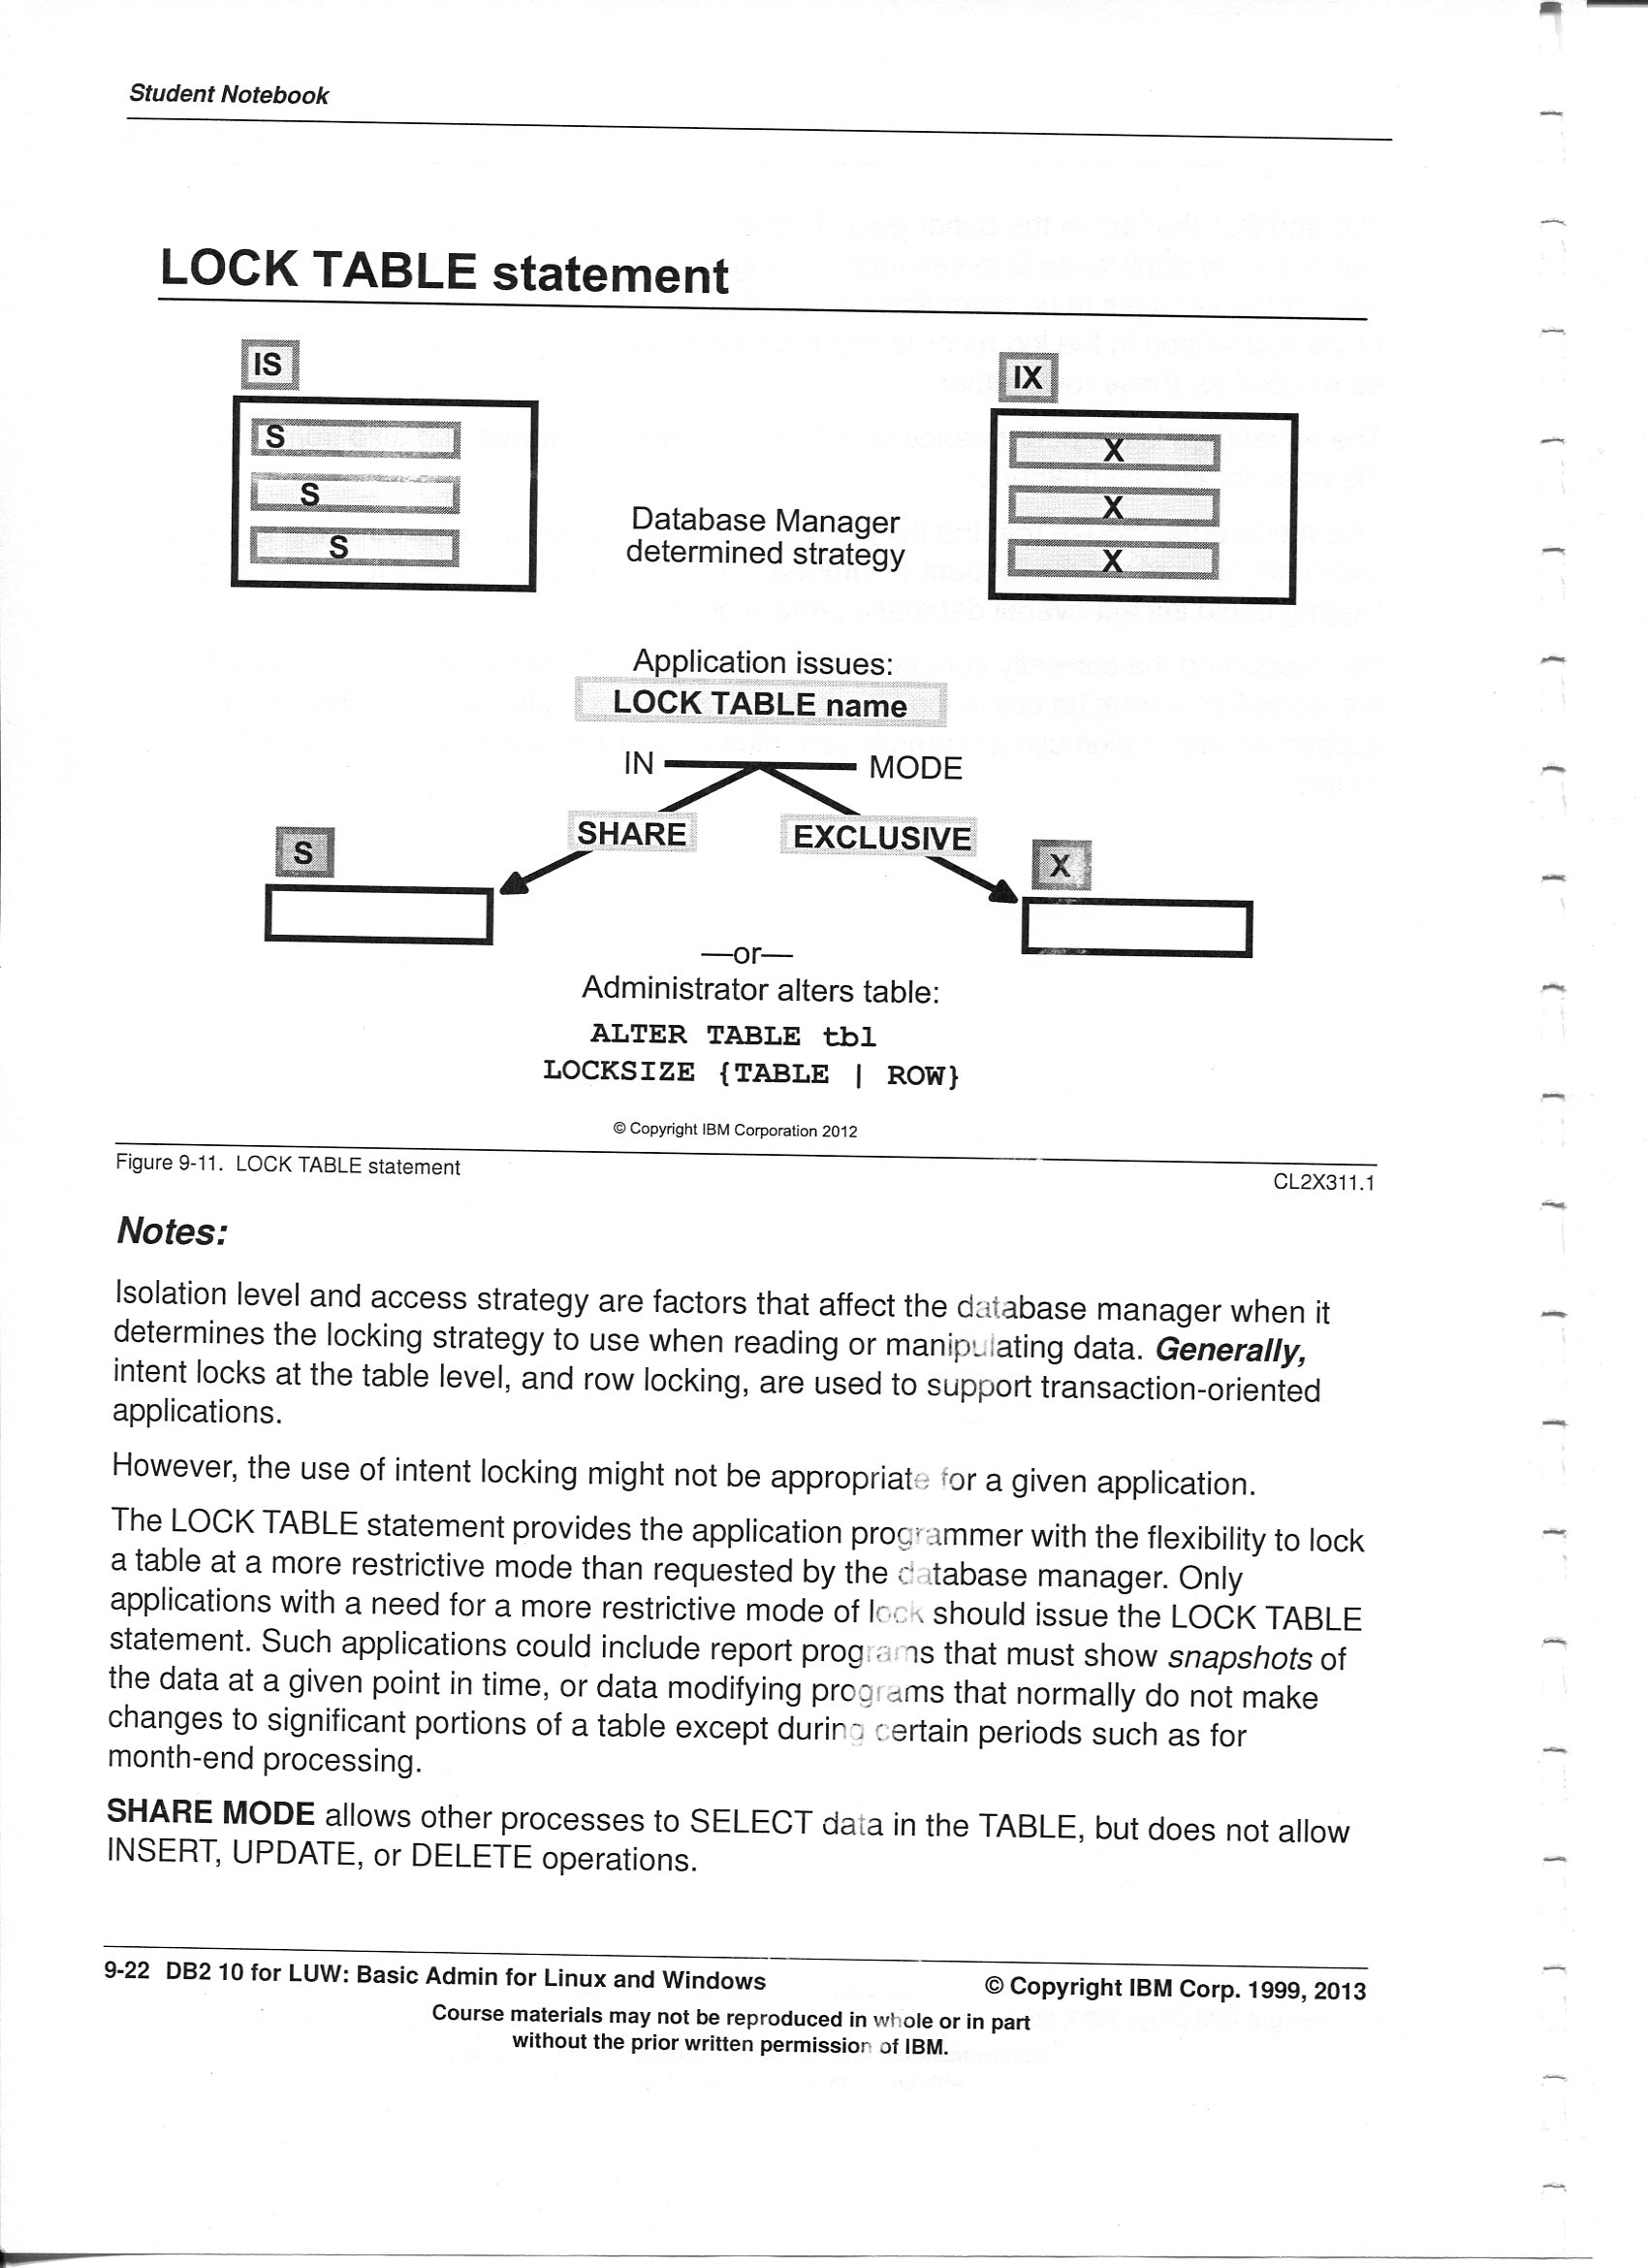 Student Notebook
LOCK TABLE statement
IS
S
S
S
IX
X
X
X
Database Manager
determined strategy
Application issues:
LOCK TABLE name
IN
MODE
SHARE
EXCLUSIVE
S
X
—or—
Administrator alters table:
ALTER TABLE tbl
LOCKSIZE {TABLE | ROW}
© Copyright IBM Corporation 2012
Figure 9-11. LOCK TABLE statement
CL2X311.1
Notes:
Isolation level and access strategy are factors that affect the database manager when it
determines the locking strategy to use when reading or manipulating data. Generally,
intent locks at the table level, and row locking, are used to support transaction-oriented
applications.
However, the use of intent locking might not be appropriate for a given application.
The LOCK TABLE statement provides the application programmer with the flexibility to lock
a table at a more restrictive mode than requested by the database manager. Only
applications with a need for a more restrictive mode of lock should issue the LOCK TABLE
statement. Such applications could include report programs that must show snapshots of
the data at a given point in time, or data modifying programs that normally do not make
changes to significant portions of a table except during certain periods such as for
month-end processing.
SHARE MODE allows other processes to SELECT data in the TABLE, but does not allow
INSERT, UPDATE, or DELETE operations.
9-22 DB2 10 for LUW: Basic Admin for Linux and Windows
© Copyright IBM Corp. 1999, 2013
Course materials may not be reproduced in whole or in part
without the prior written permission of IBM.